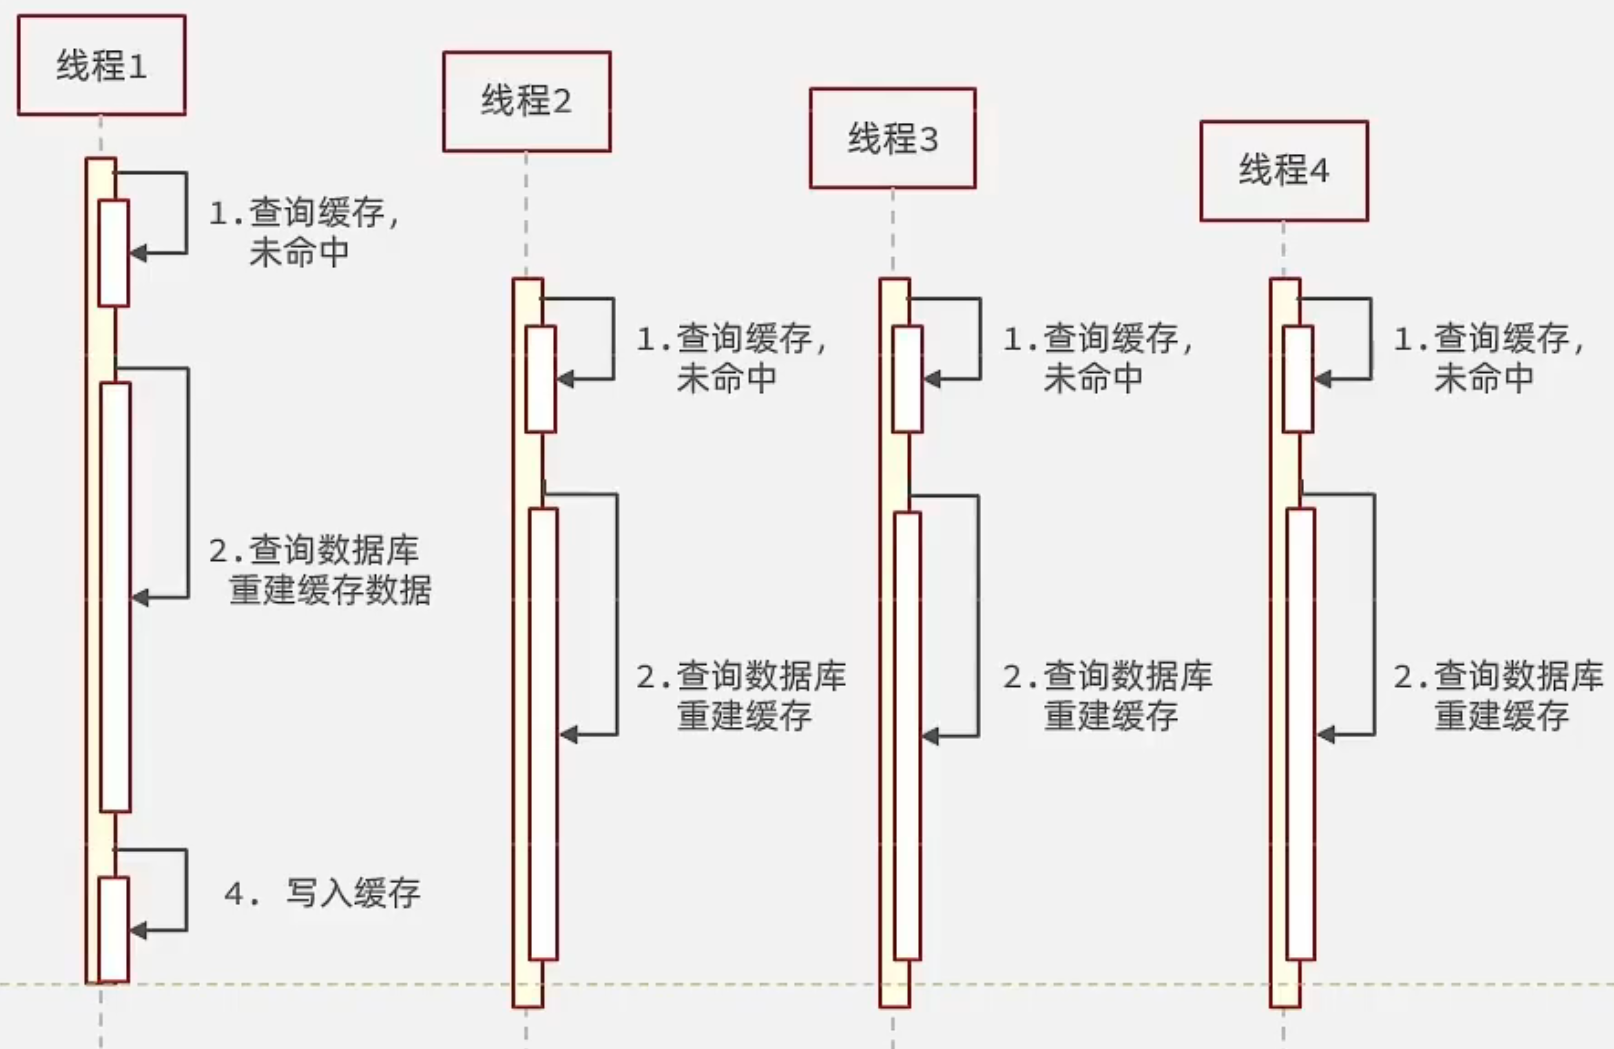 线程1
1.查询缓存,
未命中
2.查询数据库
重建缓存数据
4. 写入缓存
线程2
1.查询缓存,
未命中
2.查询数据库
重建缓存
线程3
1.查询缓存,
未命中
2.查询数据库
重建缓存
线程4
1.查询缓存,
未命中
2.查询数据库
重建缓存